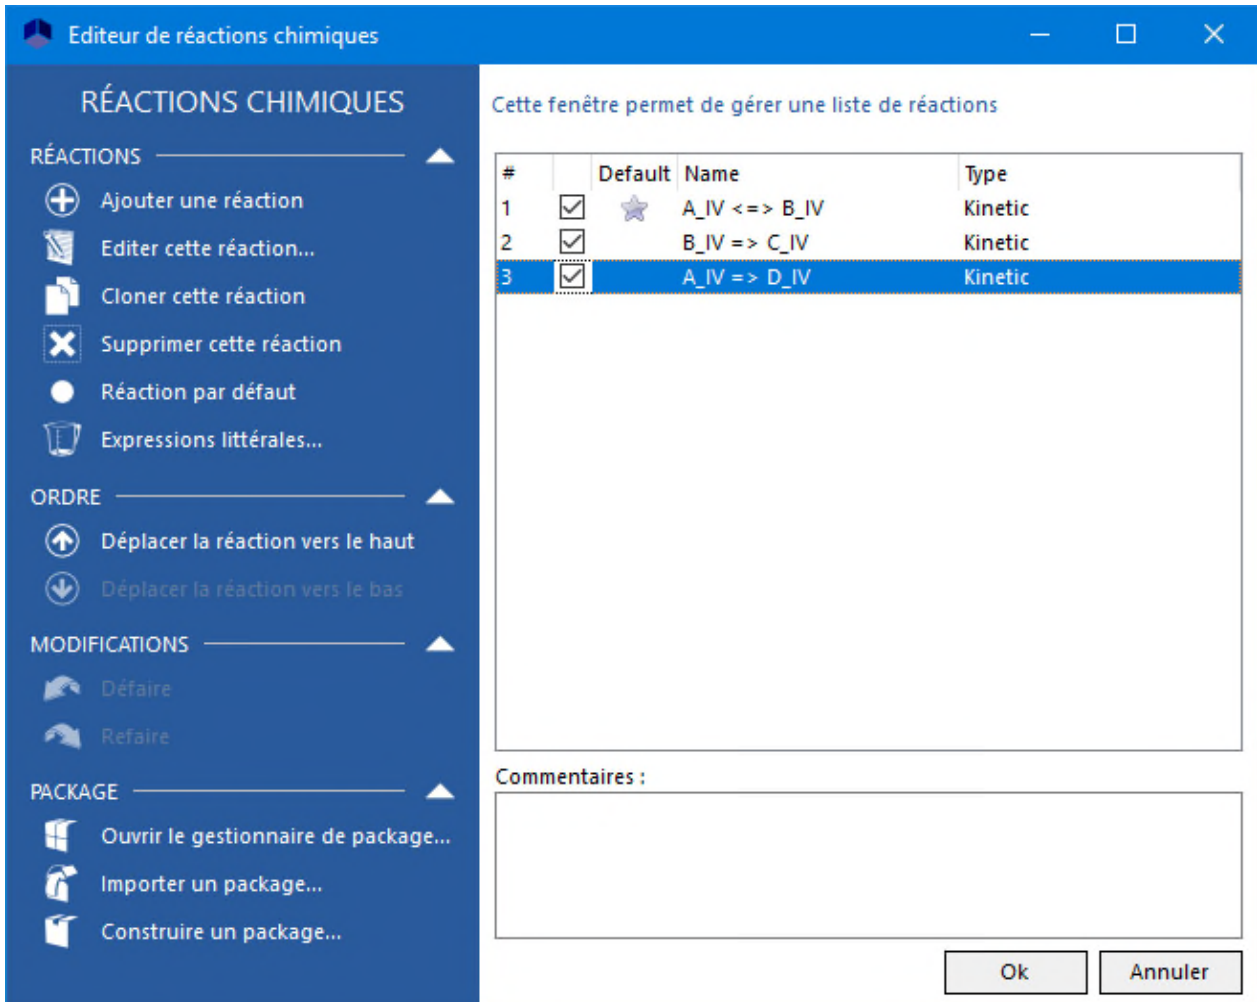 Editeur de réactions chimiques
RÉACTIONS CHIMIQUES
RÉACTIONS
Ajouter une réaction
Editer cette réaction...
Cloner cette réaction
Supprimer cette réaction
Réaction par défaut
Expressions littérales...
ORDRE
Déplacer la réaction vers le haut
Déplacer la réaction vers le bas
MODIFICATIONS
Défaire
Refaire
PACKAGE
Ouvrir le gestionnaire de package...
Importer un package...
Construire un package...
Cette fenêtre permet de gérer une liste de réactions
# Default Name Type
1 A_IV <=> B_IV Kinetic
2 B_IV => C_IV Kinetic
3 A_IV => D_IV Kinetic
Commentaires :
Ok Annuler